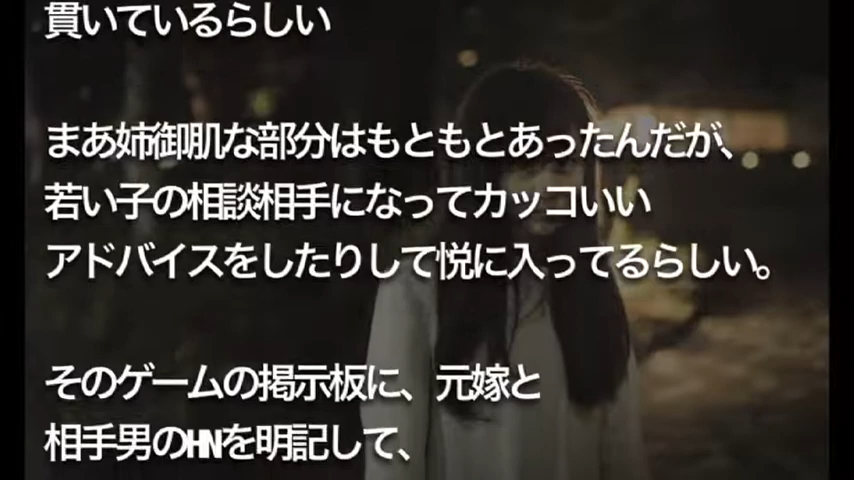 貫いているらしい
まあ姉御肌な部分はもともとあったんだが、
若い子の相談相手になってカッコいい
アドバイスをしたりして悦に入ってるらしい。
そのゲームの掲示板に、元嫁と
相手男のHNを明記して、